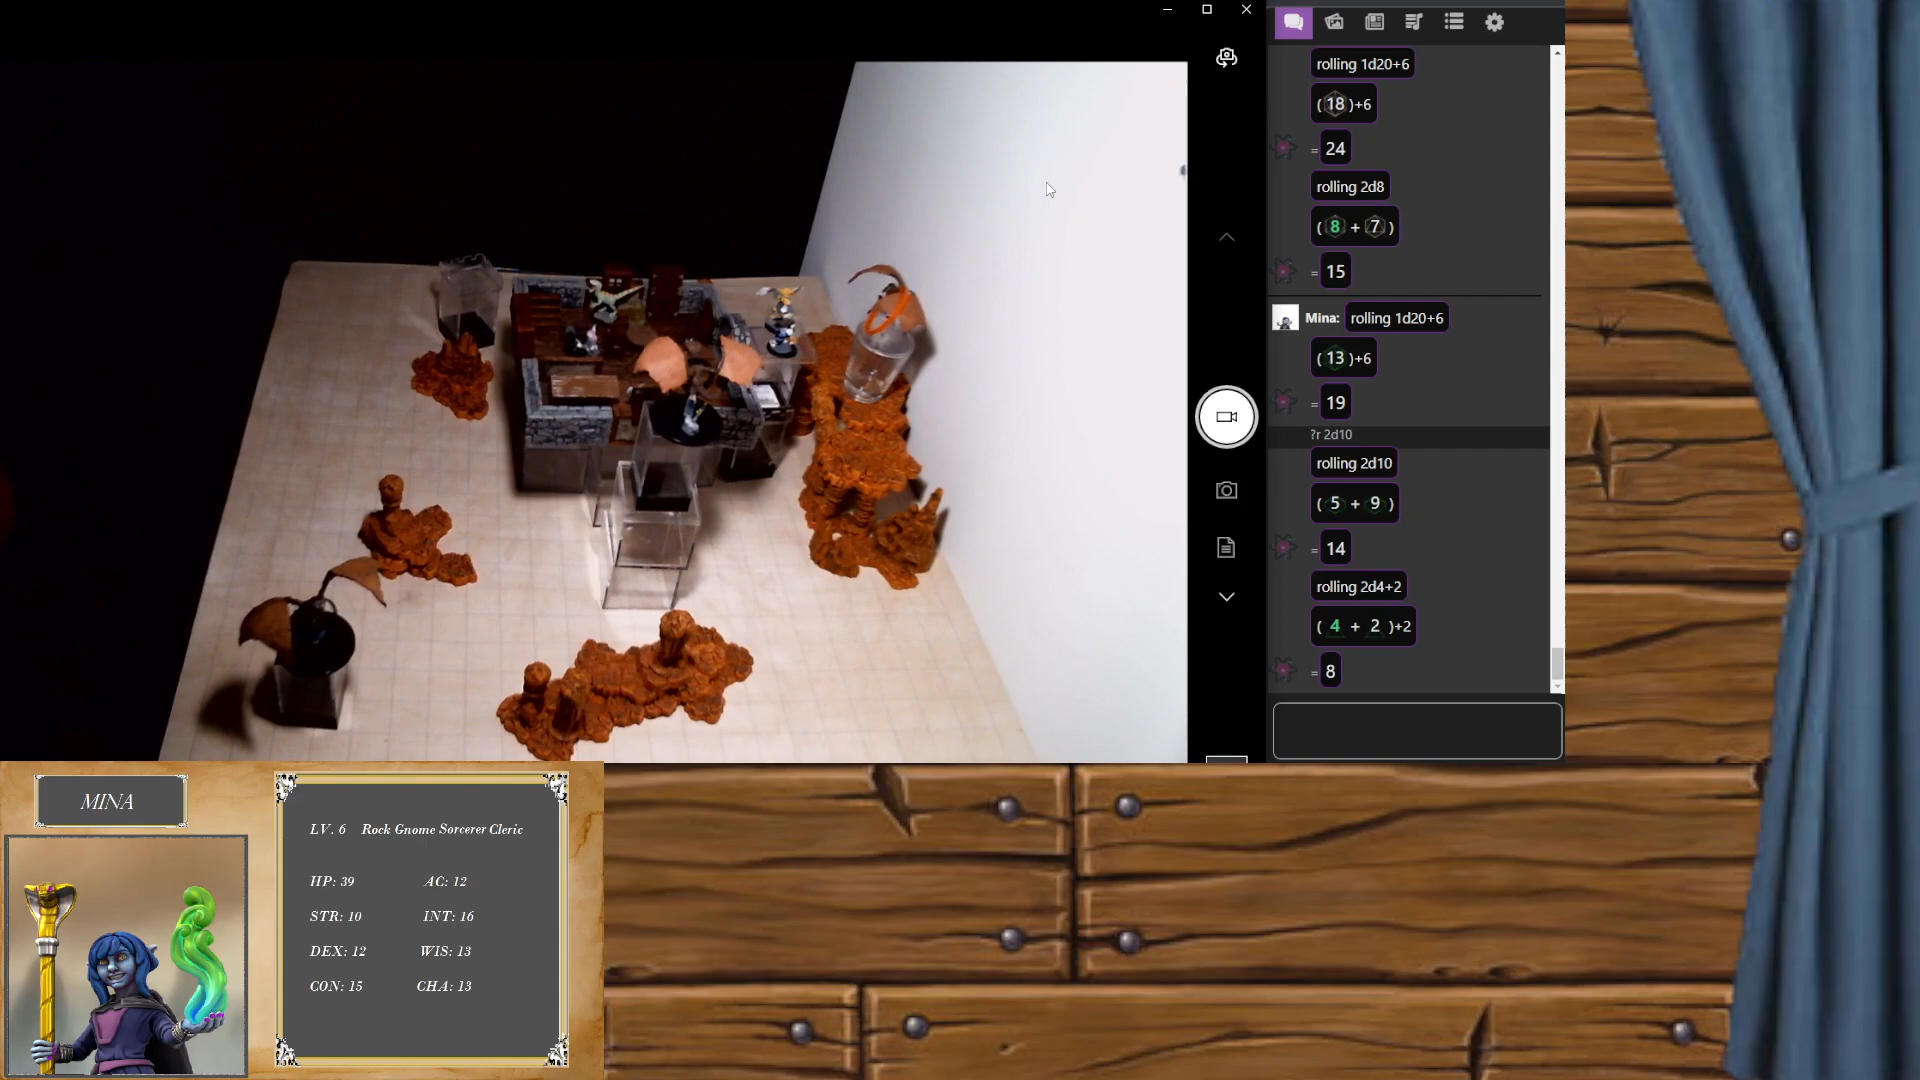 rolling 1d20+6
(18)+6
= 24
rolling 2d8
(8 + 7)
= 15
Mina: rolling 1d20+6
(13)+6
= 19
?r 2d10
rolling 2d10
(5 + 9)
= 14
rolling 2d4+2
(4 + 2)+2
= 8
MINA
LV. 6 Rock Gnome Sorcerer Cleric
HP: 39 AC: 12
STR: 10 INT: 16
DEX: 12 WIS: 13
CON: 15 CHA: 13